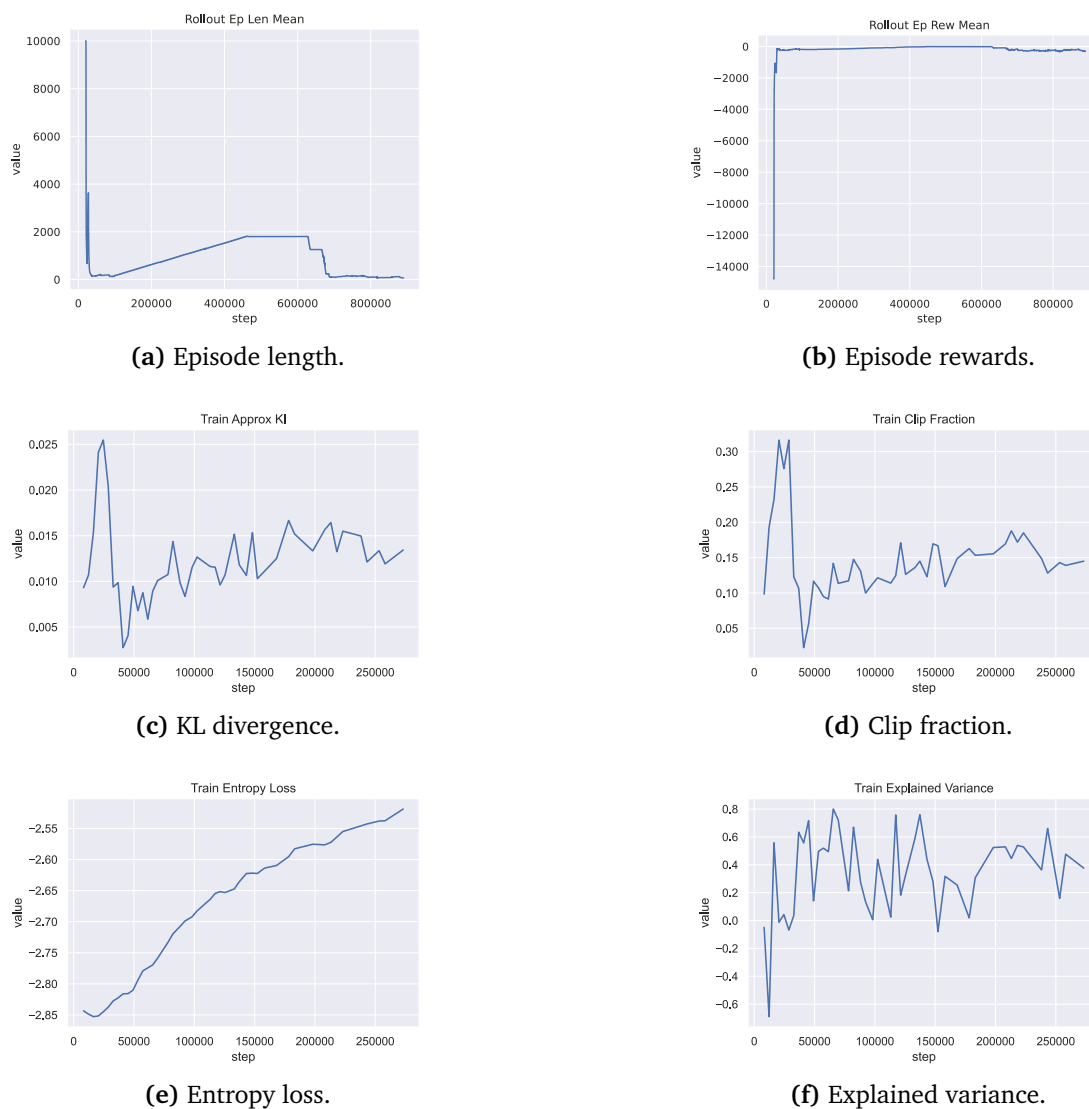 Rollout Ep Len Mean
10000
8000
6000
4000
2000
0
value
0 200000 400000 600000 800000
step
(a) Episode length.
Rollout Ep Rew Mean
0
−2000
−4000
−6000
−8000
−10000
−12000
−14000
value
0 200000 400000 600000 800000
step
(b) Episode rewards.
Train Approx Kl
0.025
0.020
0.015
0.010
0.005
value
0 50000 100000 150000 200000 250000
step
(c) KL divergence.
Train Clip Fraction
0.30
0.25
0.20
0.15
0.10
0.05
value
0 50000 100000 150000 200000 250000
step
(d) Clip fraction.
Train Entropy Loss
−2.55
−2.60
−2.65
−2.70
−2.75
−2.80
−2.85
value
0 50000 100000 150000 200000 250000
step
(e) Entropy loss.
Train Explained Variance
0.8
0.6
0.4
0.2
0.0
−0.2
−0.4
−0.6
value
0 50000 100000 150000 200000 250000
step
(f) Explained variance.